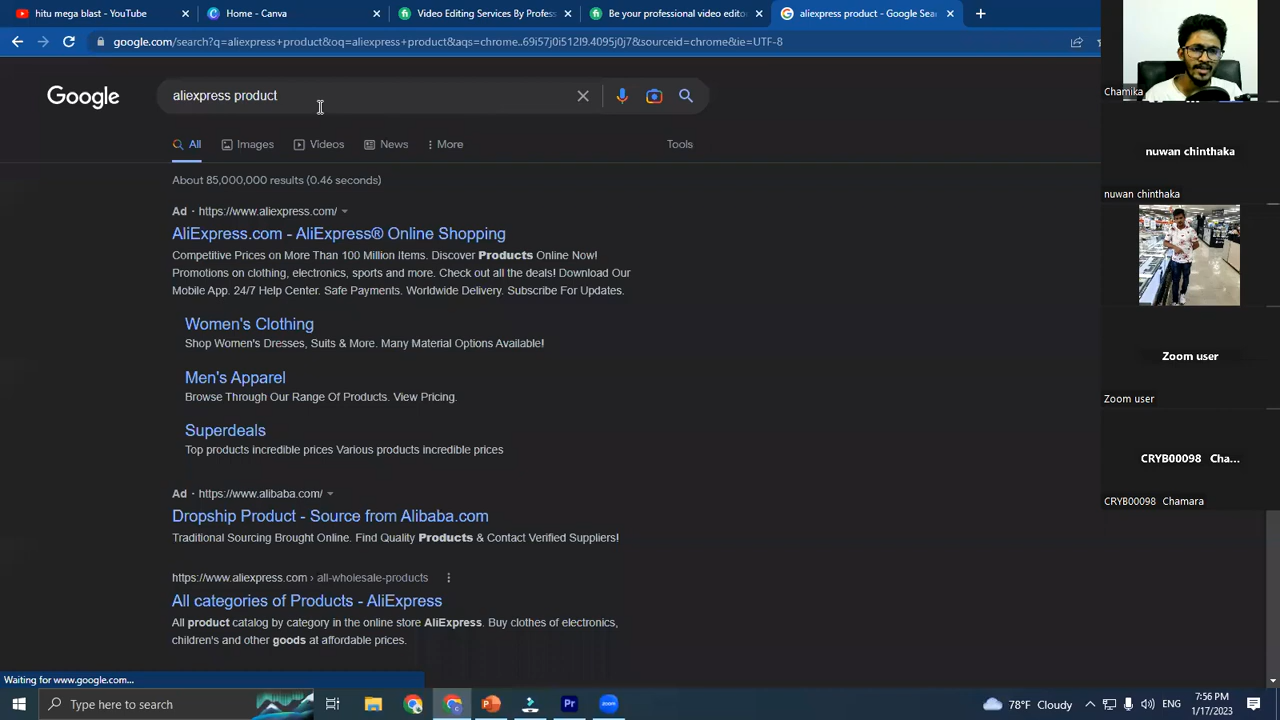 hitu mega blast - YouTube
Home - Canva
Video Editing Services By Profess
Be your professional video edito
aliexpress product - Google Sea
google.com/search?q=aliexpress+product&oq=aliexpress+product&aqs=chrome..69i57j0i512l9.4095j0j7&sourceid=chrome&ie=UTF-8
Google
aliexpress product
All
Images
Videos
News
More
Tools
About 85,000,000 results (0.46 seconds)
Ad · https://www.aliexpress.com/
AliExpress.com - AliExpress® Online Shopping
Competitive Prices on More Than 100 Million Items. Discover Products Online Now!
Promotions on clothing, electronics, sports and more. Check out all the deals! Download Our
Mobile App. 24/7 Help Center. Safe Payments. Worldwide Delivery. Subscribe For Updates.
Women's Clothing
Shop Women's Dresses, Suits & More. Many Material Options Available!
Men's Apparel
Browse Through Our Range Of Products. View Pricing.
Superdeals
Top products incredible prices Various products incredible prices
Ad · https://www.alibaba.com/
Dropship Product - Source from Alibaba.com
Traditional Sourcing Brought Online. Find Quality Products & Contact Verified Suppliers!
https://www.aliexpress.com › all-wholesale-products
All categories of Products - AliExpress
All product catalog by category in the online store AliExpress. Buy clothes of electronics,
children's and other goods at affordable prices.
Waiting for www.google.com...
Chamika
nuwan chinthaka
nuwan chinthaka
Zoom user
Zoom user
CRYB00098 Cha...
CRYB00098 Chamara
Type here to search
P
Pr
zoom
78°F Cloudy
ENG
7:56 PM
1/17/2023